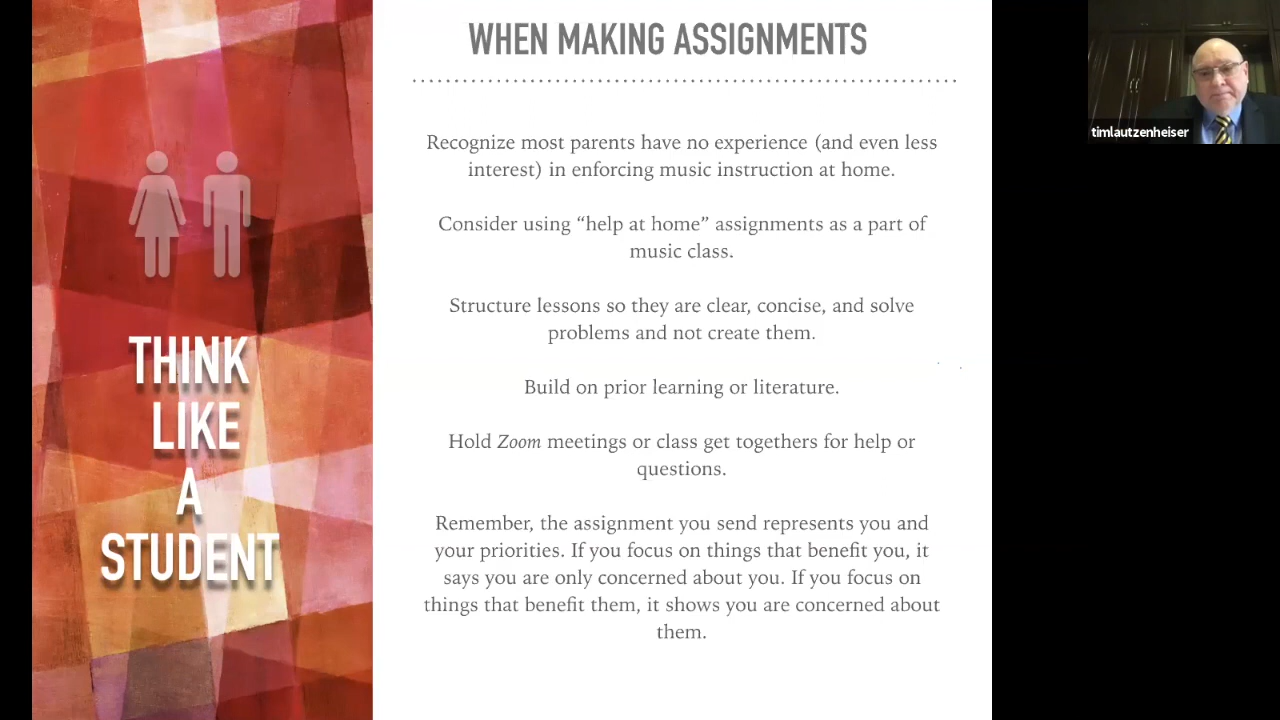 WHEN MAKING ASSIGNMENTS
timlautzenheiser
Recognize most parents have no experience (and even less
interest) in enforcing music instruction at home.
Consider using “help at home” assignments as a part of
music class.
Structure lessons so they are clear, concise, and solve
problems and not create them.
Build on prior learning or literature.
Hold Zoom meetings or class get togethers for help or
questions.
Remember, the assignment you send represents you and
your priorities. If you focus on things that benefit you, it
says you are only concerned about you. If you focus on
things that benefit them, it shows you are concerned about
them.
THINK
LIKE
A
STUDENT